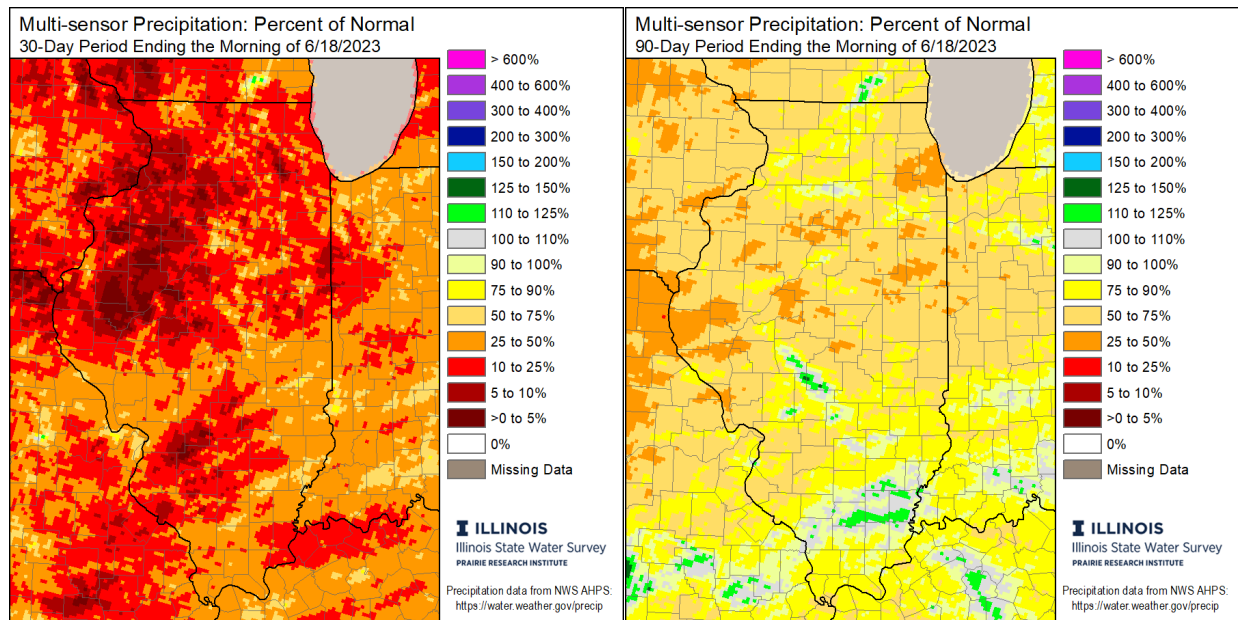 Multi-sensor Precipitation: Percent of Normal
30-Day Period Ending the Morning of 6/18/2023
> 600%
400 to 600%
300 to 400%
200 to 300%
150 to 200%
125 to 150%
110 to 125%
100 to 110%
90 to 100%
75 to 90%
50 to 75%
25 to 50%
10 to 25%
5 to 10%
>0 to 5%
0%
Missing Data
I ILLINOIS
Illinois State Water Survey
PRAIRIE RESEARCH INSTITUTE
Precipitation data from NWS AHPS:
https://water.weather.gov/precip
Multi-sensor Precipitation: Percent of Normal
90-Day Period Ending the Morning of 6/18/2023
> 600%
400 to 600%
300 to 400%
200 to 300%
150 to 200%
125 to 150%
110 to 125%
100 to 110%
90 to 100%
75 to 90%
50 to 75%
25 to 50%
10 to 25%
5 to 10%
>0 to 5%
0%
Missing Data
I ILLINOIS
Illinois State Water Survey
PRAIRIE RESEARCH INSTITUTE
Precipitation data from NWS AHPS:
https://water.weather.gov/precip